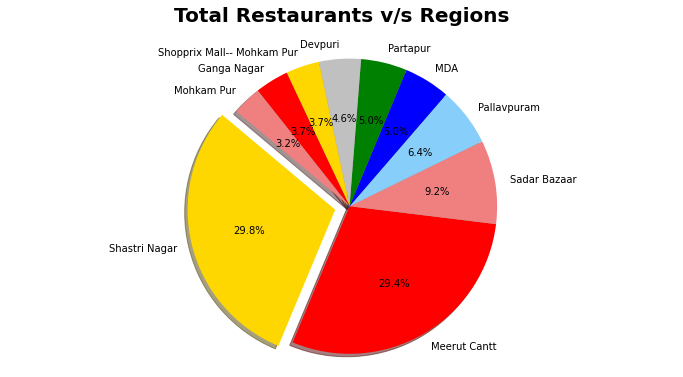 Total Restaurants v/s Regions
Devpuri
Partapur
Shopprix Mall-- Mohkam Pur
Ganga Nagar
MDA
Mohkam Pur
Pallavpuram
4.6%
5.0%
3.7%
3.7%
5.0%
3.2%
6.4%
Sadar Bazaar
9.2%
29.8%
Shastri Nagar
29.4%
Meerut Cantt